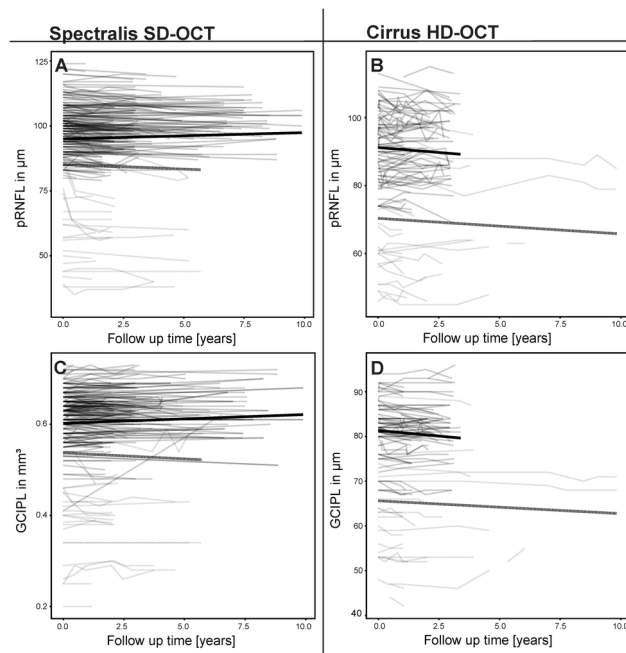 Spectralis SD-OCT
Cirrus HD-OCT
A
pRNFL in µm
125
100
75
50
0.0 2.5 5.0 7.5 10.0
Follow up time [years]
B
pRNFL in µm
100
80
60
0.0 2.5 5.0 7.5 10.0
Follow up time [years]
C
GCIPL in mm³
0.6
0.4
0.2
0.0 2.5 5.0 7.5 10.0
Follow up time [years]
D
GCIPL in µm
90
80
70
60
50
40
0.0 2.5 5.0 7.5 10.0
Follow up time [years]